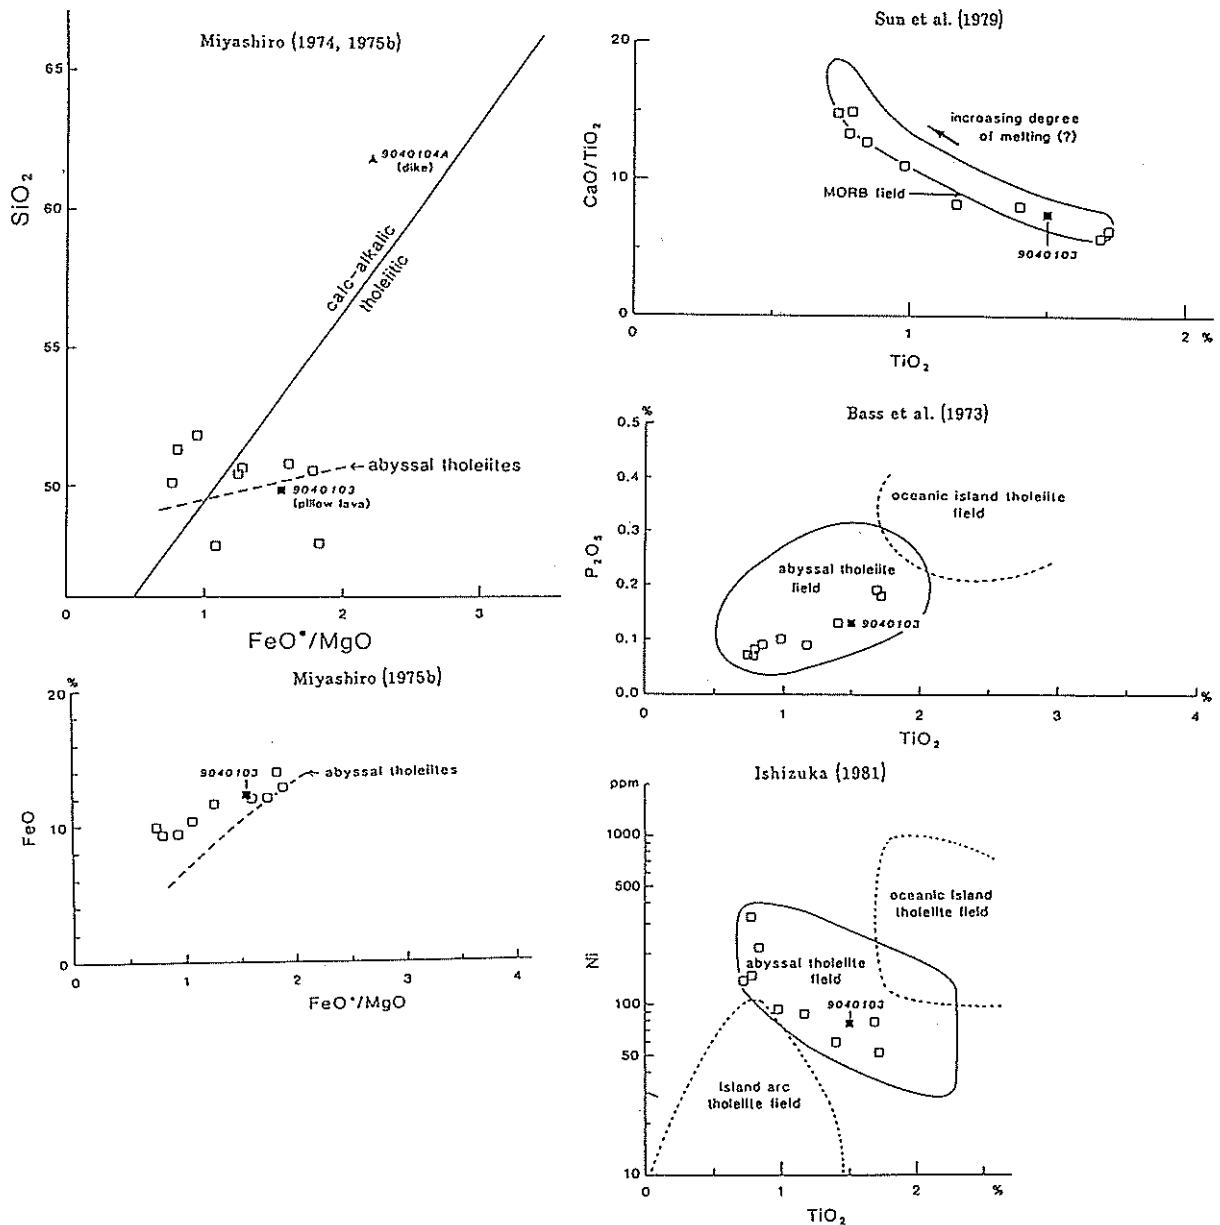 Miyashiro (1974, 1975b)
65
60
55
50
SiO2
9040104A
(dike)
calc-alkalic
tholeiitic
← abyssal tholeiites
9040103
(pillow lava)
0
1
2
3
FeO*/MgO
Sun et al. (1979)
20
10
0
CaO/TiO2
increasing degree
of melting (?)
MORB field
9040103
1
2 %
TiO2
Miyashiro (1975b)
%
20
10
0
FeO
9040103
← abyssal tholeiites
0
1
2
3
4
FeO*/MgO
Bass et al. (1973)
%
0.5
0.4
0.3
0.2
0.1
0.0
P2O5
oceanic island tholeiite
field
abyssal tholeiite
field
9040103
0
1
2
3
4
%
TiO2
Ishizuka (1981)
ppm
1000
500
100
50
10
Ni
oceanic island
tholeiite field
abyssal tholeiite
field
9040103
island arc
tholeiite field
0
1
2
%
TiO2